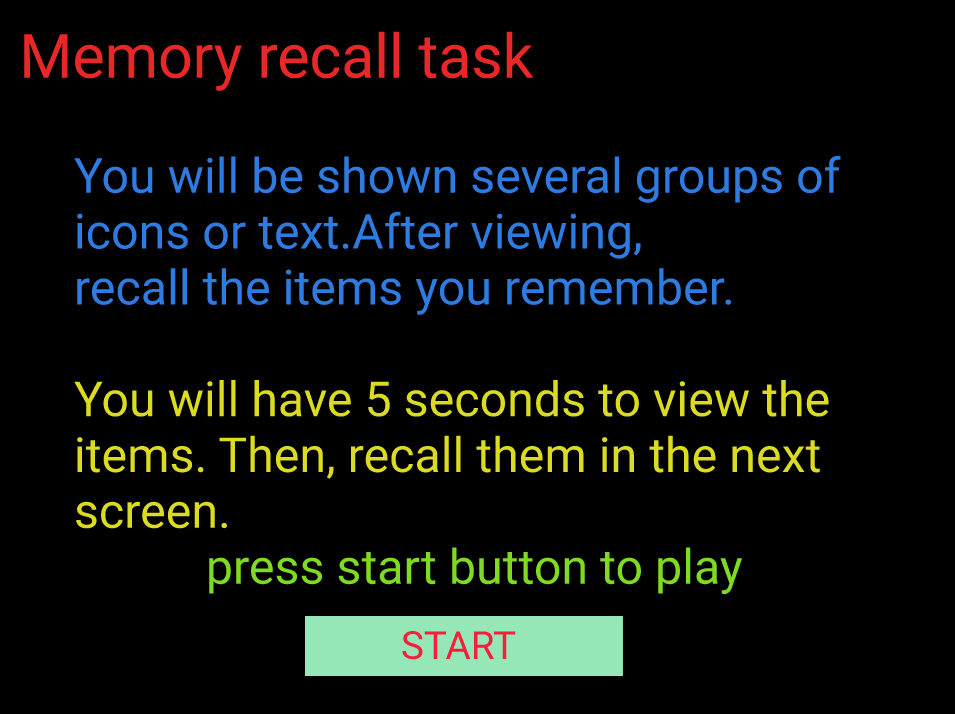 Memory recall task
You will be shown several groups of
icons or text.After viewing,
recall the items you remember.
You will have 5 seconds to view the
items. Then, recall them in the next
screen.
press start button to play
START